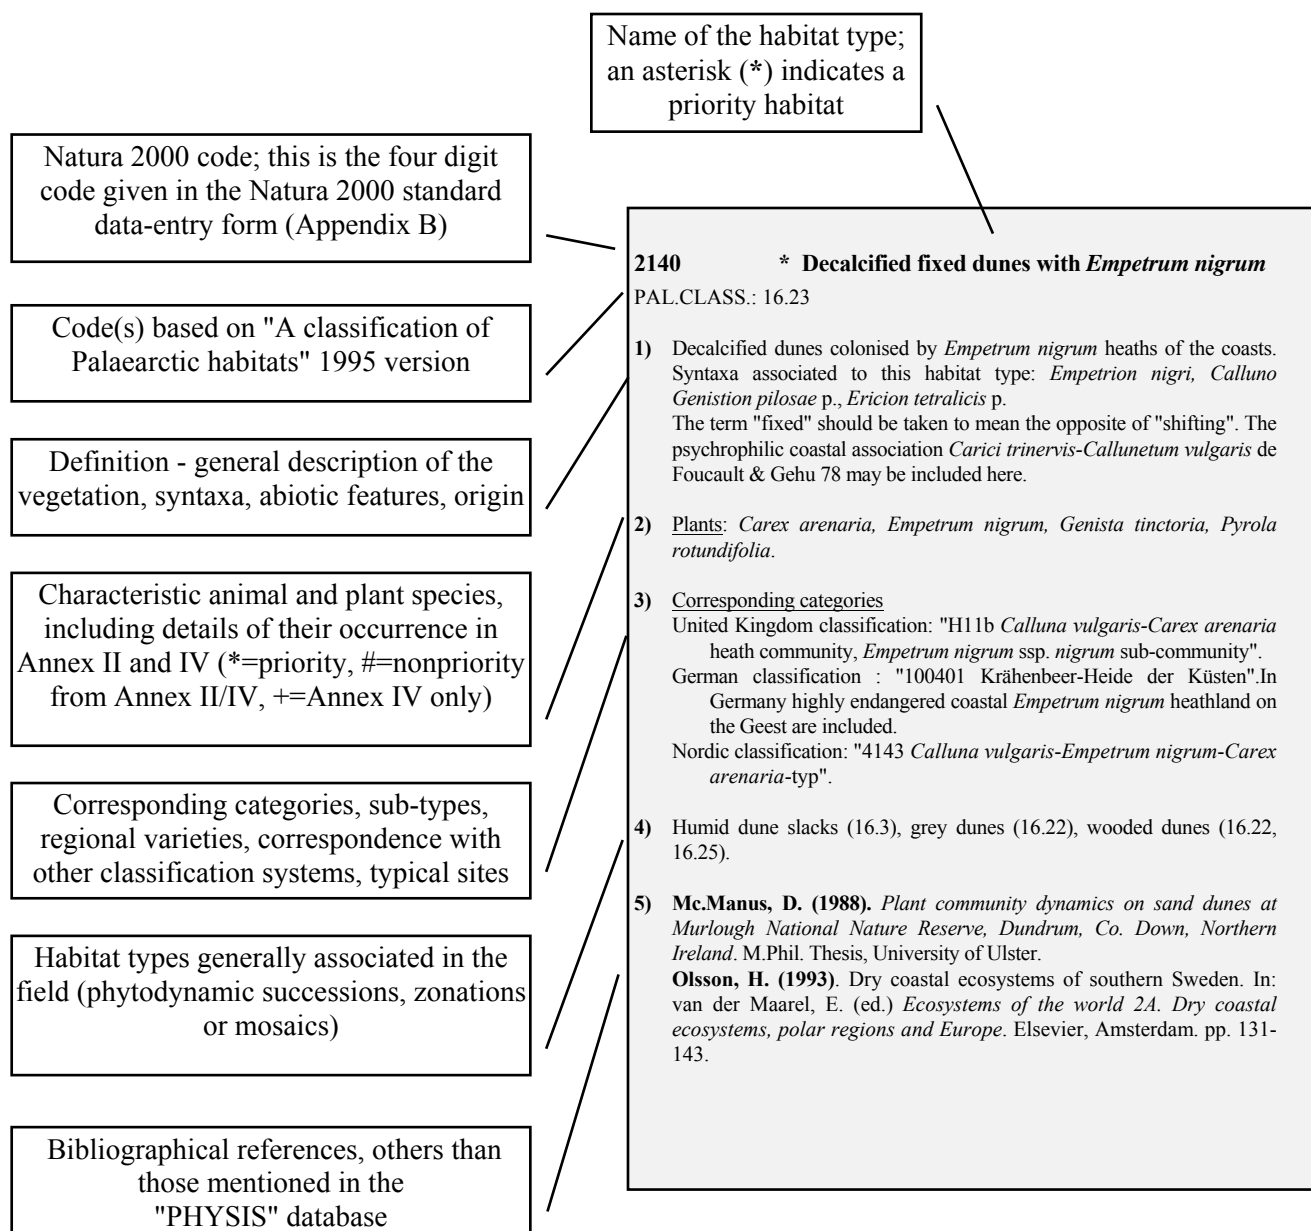 Name of the habitat type;
an asterisk (*) indicates a
priority habitat
Natura 2000 code; this is the four digit
code given in the Natura 2000 standard
data-entry form (Appendix B)
Code(s) based on "A classification of
Palaearctic habitats" 1995 version
Definition - general description of the
vegetation, syntaxa, abiotic features, origin
Characteristic animal and plant species,
including details of their occurrence in
Annex II and IV (*=priority, #=nonpriority
from Annex II/IV, +=Annex IV only)
Corresponding categories, sub-types,
regional varieties, correspondence with
other classification systems, typical sites
Habitat types generally associated in the
field (phytodynamic successions, zonations
or mosaics)
Bibliographical references, others than
those mentioned in the
"PHYSIS" database
2140 * Decalcified fixed dunes with Empetrum nigrum
PAL.CLASS.: 16.23
1) Decalcified dunes colonised by Empetrum nigrum heaths of the coasts.
Syntaxa associated to this habitat type: Empetrion nigri, Calluno
Genistion pilosae p., Ericion tetralicis p.
The term "fixed" should be taken to mean the opposite of "shifting". The
psychrophilic coastal association Carici trinervis-Callunetum vulgaris de
Foucault & Gehu 78 may be included here.
2) Plants: Carex arenaria, Empetrum nigrum, Genista tinctoria, Pyrola
rotundifolia.
3) Corresponding categories
United Kingdom classification: "H11b Calluna vulgaris-Carex arenaria
heath community, Empetrum nigrum ssp. nigrum sub-community".
German classification : "100401 Krähenbeer-Heide der Küsten".In
Germany highly endangered coastal Empetrum nigrum heathland on
the Geest are included.
Nordic classification: "4143 Calluna vulgaris-Empetrum nigrum-Carex
arenaria-typ".
4) Humid dune slacks (16.3), grey dunes (16.22), wooded dunes (16.22,
16.25).
5) Mc.Manus, D. (1988). Plant community dynamics on sand dunes at
Murlough National Nature Reserve, Dundrum, Co. Down, Northern
Ireland. M.Phil. Thesis, University of Ulster.
Olsson, H. (1993). Dry coastal ecosystems of southern Sweden. In:
van der Maarel, E. (ed.) Ecosystems of the world 2A. Dry coastal
ecosystems, polar regions and Europe. Elsevier, Amsterdam. pp. 131-
143.